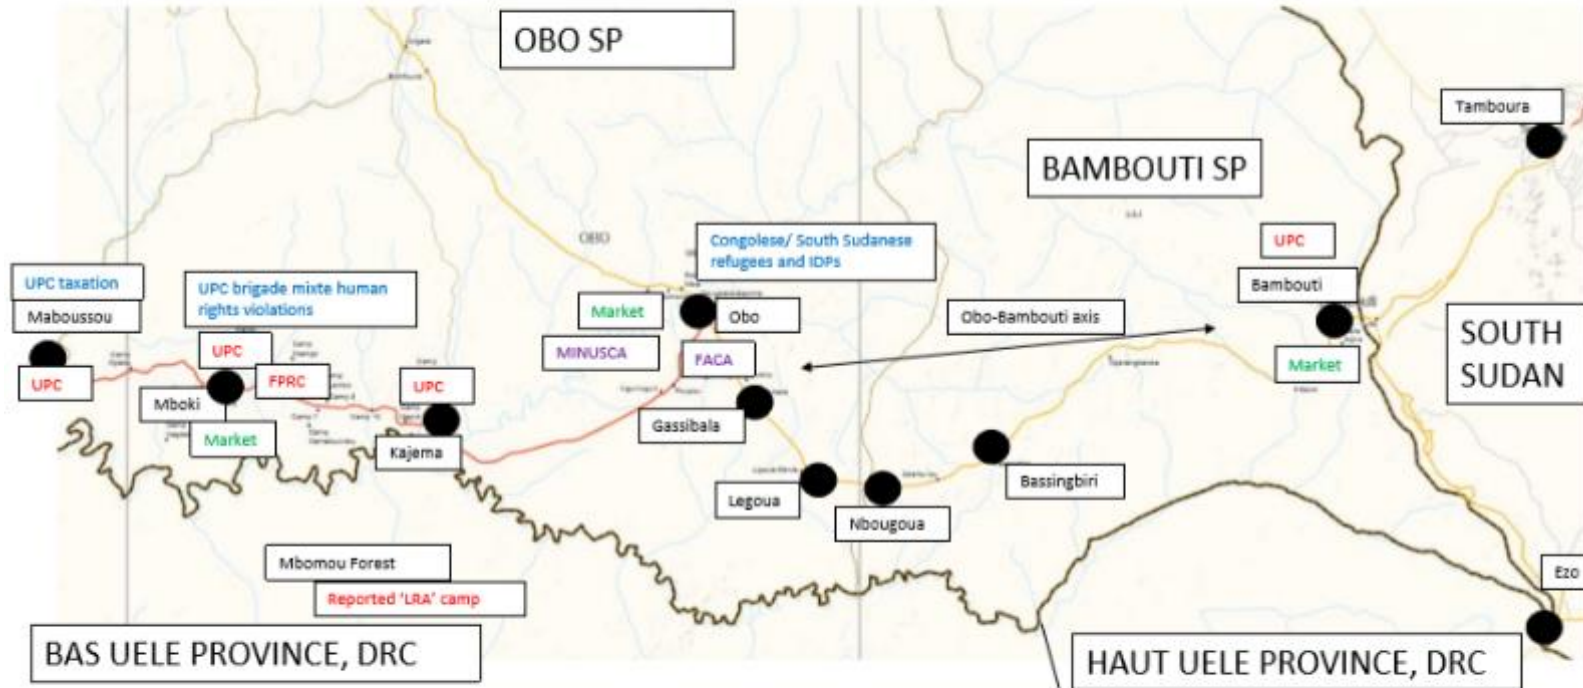 OBO SP
Tamboura
BAMBOUTI SP
OBO
Congolese/ South Sudanese
refugees and IDPs
UPC
UPC taxation
UPC brigade mixte human
rights violations
Bambouti
Maboussou
Market
Obo
Obo-Bambouti axis
SOUTH
SUDAN
UPC
MINUSCA
FACA
Market
UPC
FPRC
UPC
Mboki
Gassibala
Market
Kajema
Bassingbiri
Legoua
Nbougoua
Mbomou Forest
Ezo
Reported ‘LRA’ camp
BAS UELE PROVINCE, DRC
HAUT UELE PROVINCE, DRC